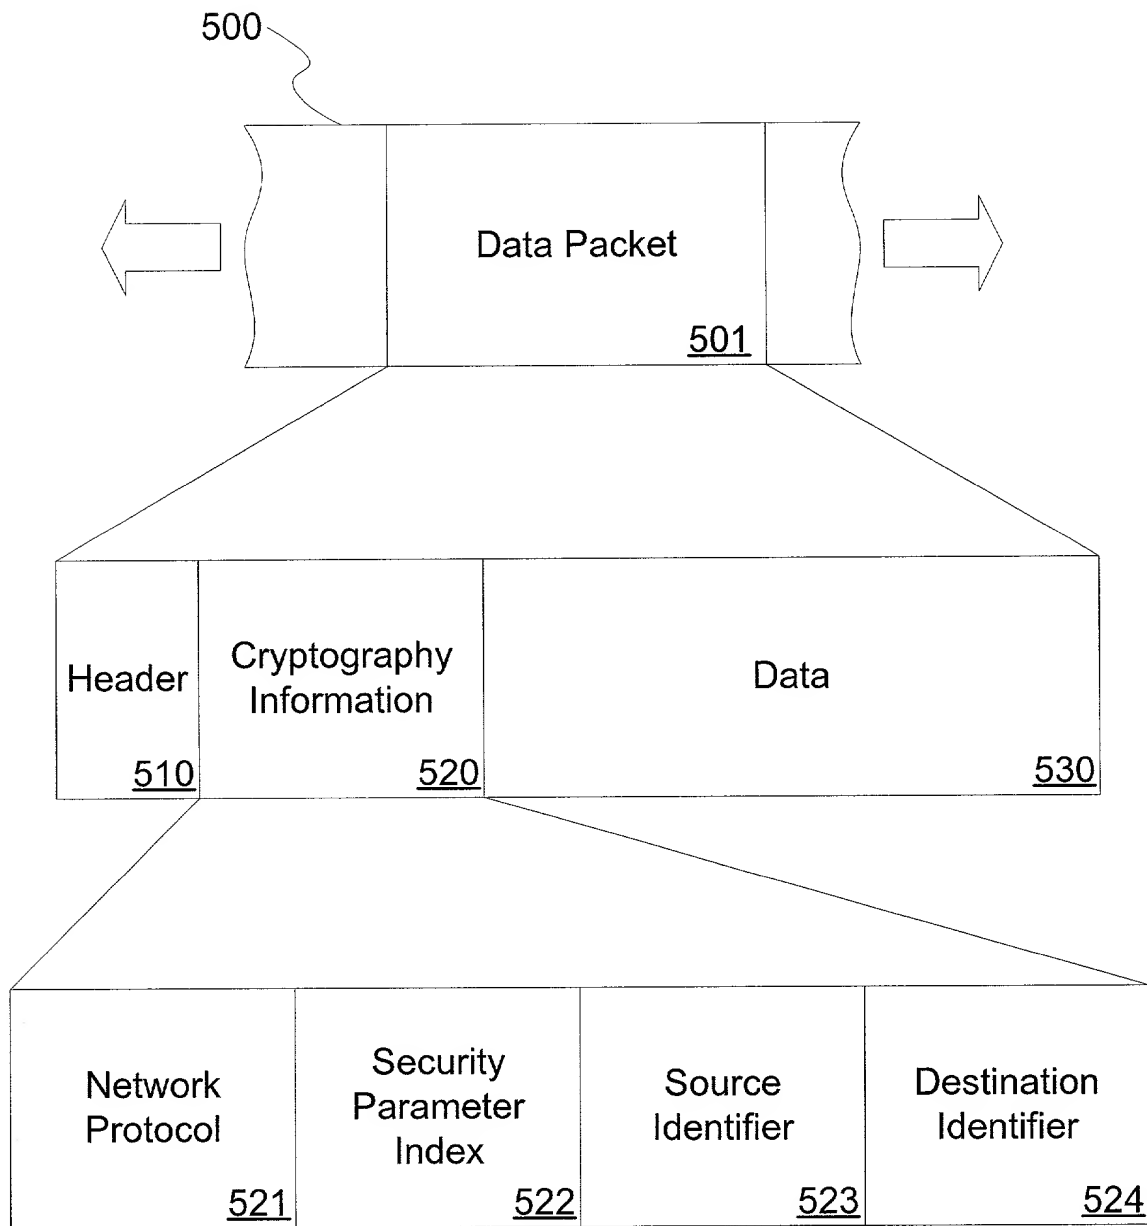 500
Data Packet
501
Header
510
Cryptography
Information
520
Data
530
Network
Protocol
521
Security
Parameter
Index
522
Source
Identifier
523
Destination
Identifier
524